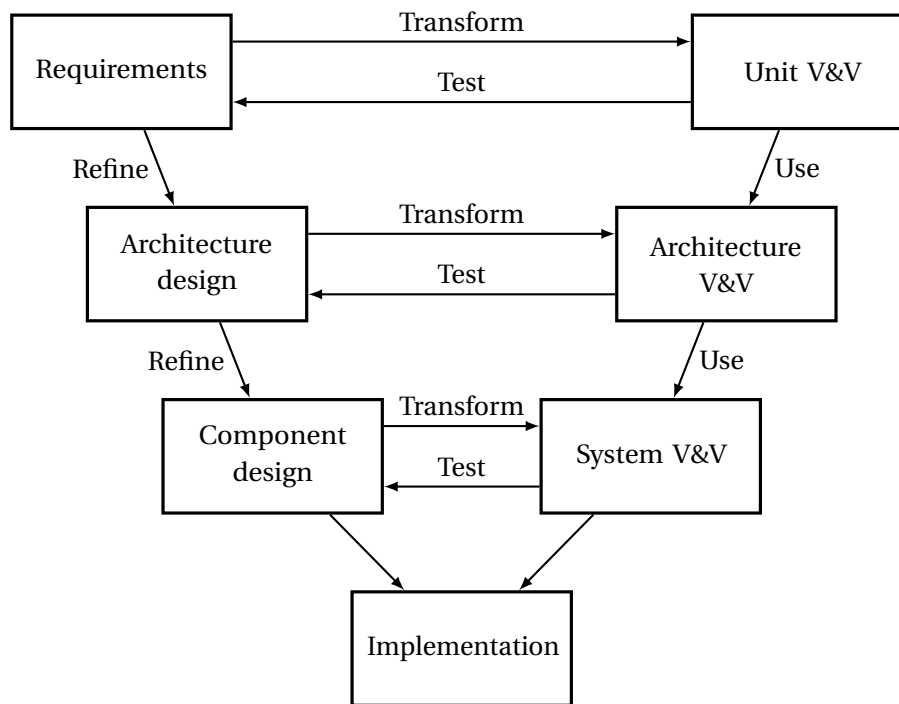 Transform
Requirements
Unit V&V
Test
Refine
Use
Transform
Architecture
design
Architecture
V&V
Test
Refine
Use
Transform
Component
design
System V&V
Test
Implementation